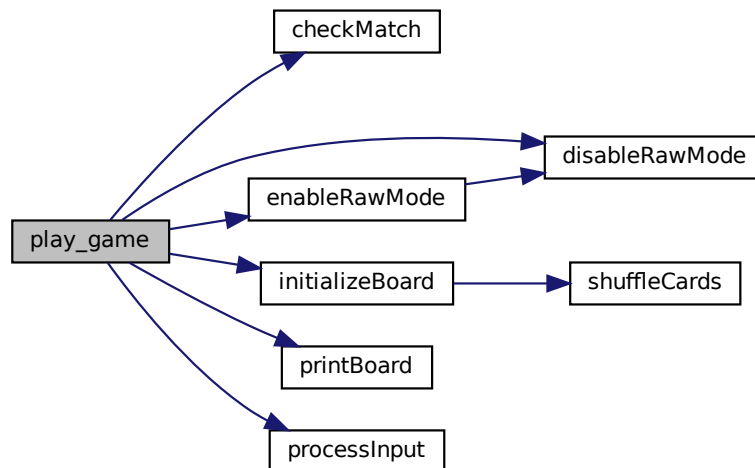 checkMatch
disableRawMode
enableRawMode
play_game
initializeBoard
shuffleCards
printBoard
processInput